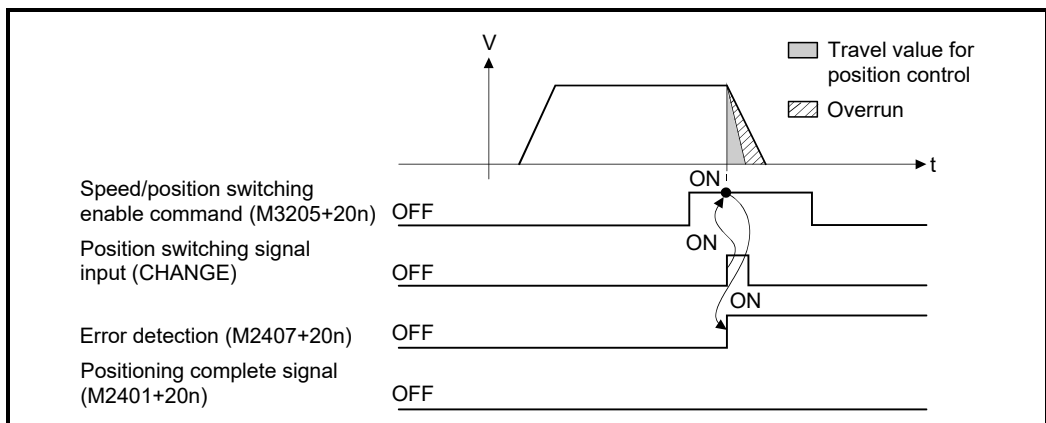 V
Travel value for
position control
Overrun
t
Speed/position switching
enable command (M3205+20n)
OFF
ON
Position switching signal
input (CHANGE)
OFF
ON
Error detection (M2407+20n)
OFF
ON
Positioning complete signal
(M2401+20n)
OFF